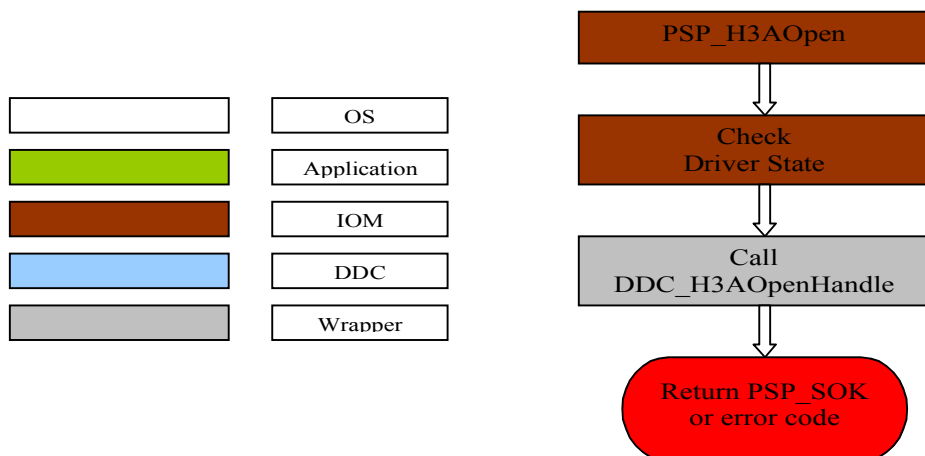 OS
Application
IOM
DDC
Wrapper
PSP_H3AOpen
Check
Driver State
Call
DDC_H3AOpenHandle
Return PSP_SOK
or error code